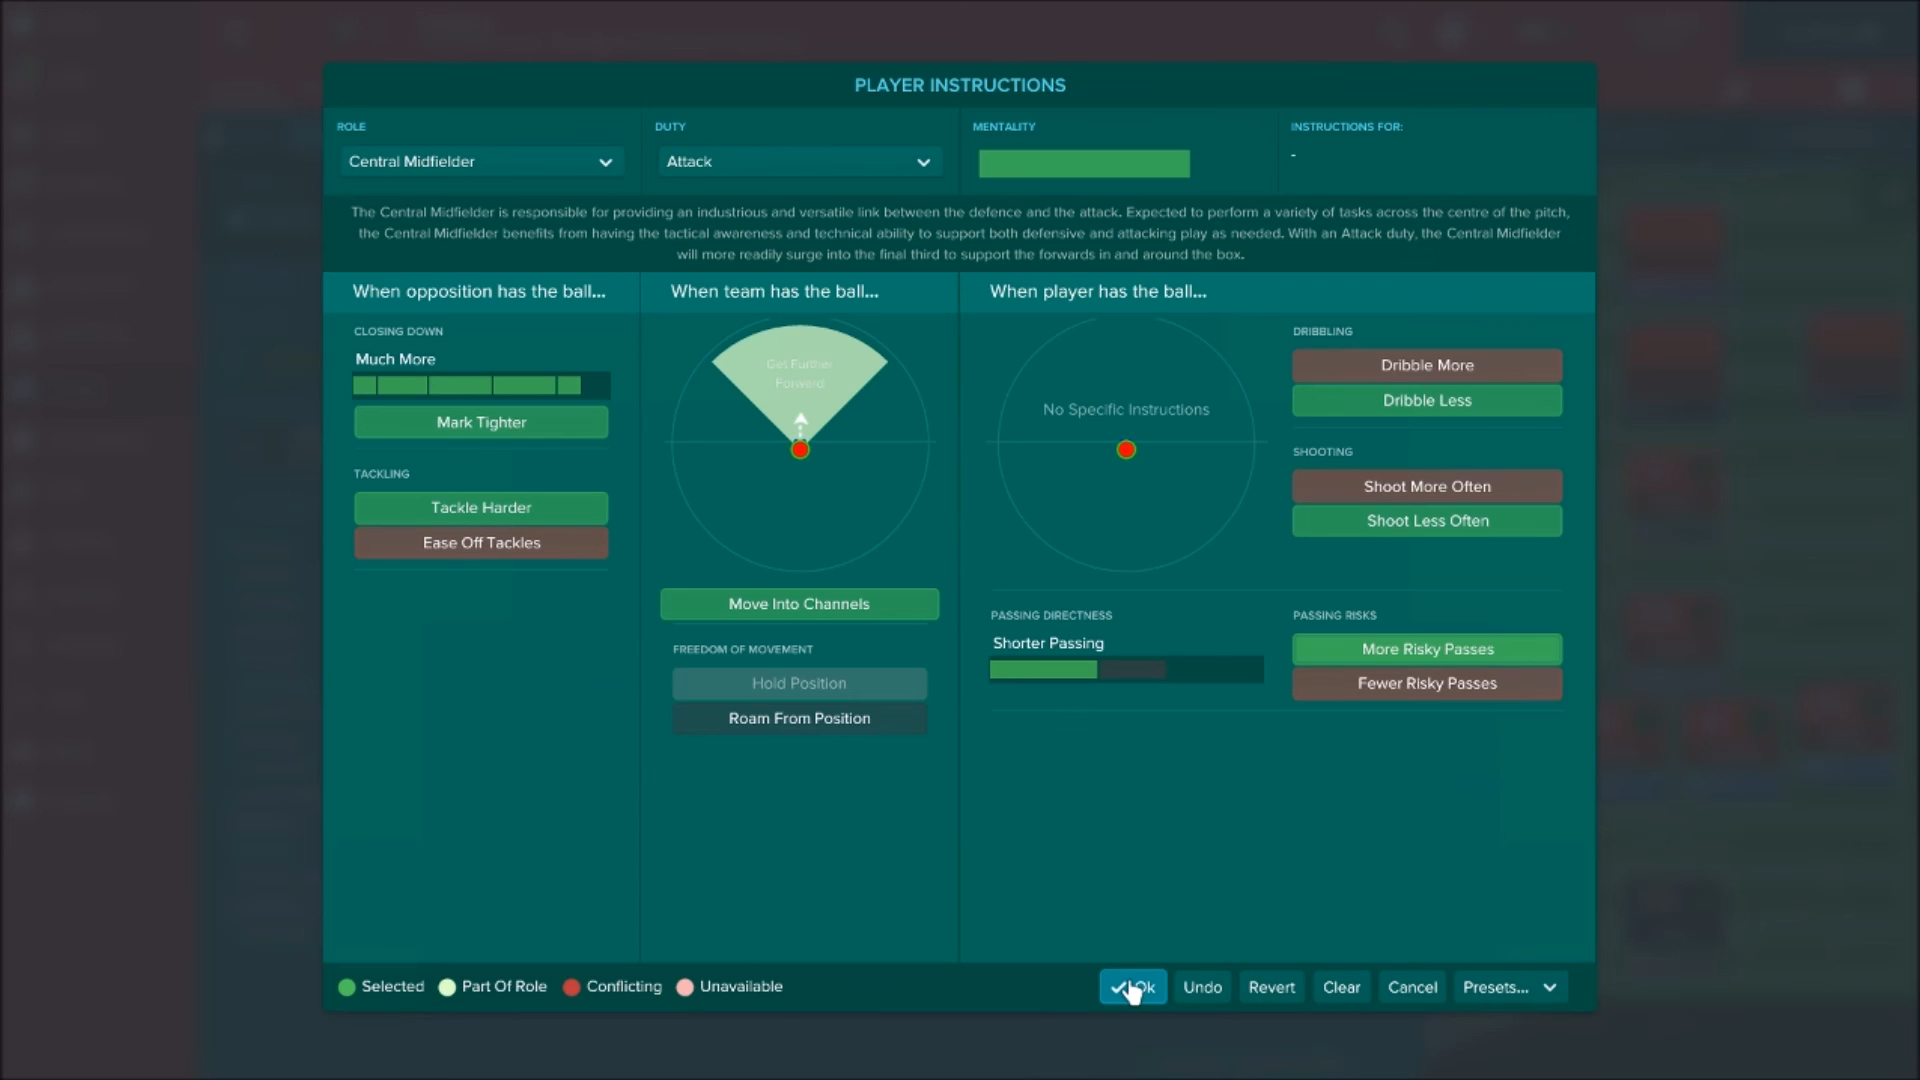 PLAYER INSTRUCTIONS
ROLE
Central Midfielder
DUTY
Attack
MENTALITY
INSTRUCTIONS FOR:
-
The Central Midfielder is responsible for providing an industrious and versatile link between the defence and the attack. Expected to perform a variety of tasks across the centre of the pitch,
the Central Midfielder benefits from having the tactical awareness and technical ability to support both defensive and attacking play as needed. With an Attack duty, the Central Midfielder
will more readily surge into the final third to support the forwards in and around the box.
When opposition has the ball...
CLOSING DOWN
Much More
Mark Tighter
TACKLING
Tackle Harder
Ease Off Tackles
When team has the ball...
Get Further
Forward
Move Into Channels
FREEDOM OF MOVEMENT
Hold Position
Roam From Position
When player has the ball...
No Specific Instructions
DRIBBLING
Dribble More
Dribble Less
SHOOTING
Shoot More Often
Shoot Less Often
PASSING DIRECTNESS
Shorter Passing
PASSING RISKS
More Risky Passes
Fewer Risky Passes
Selected
Part Of Role
Conflicting
Unavailable
Ok
Undo
Revert
Clear
Cancel
Presets...